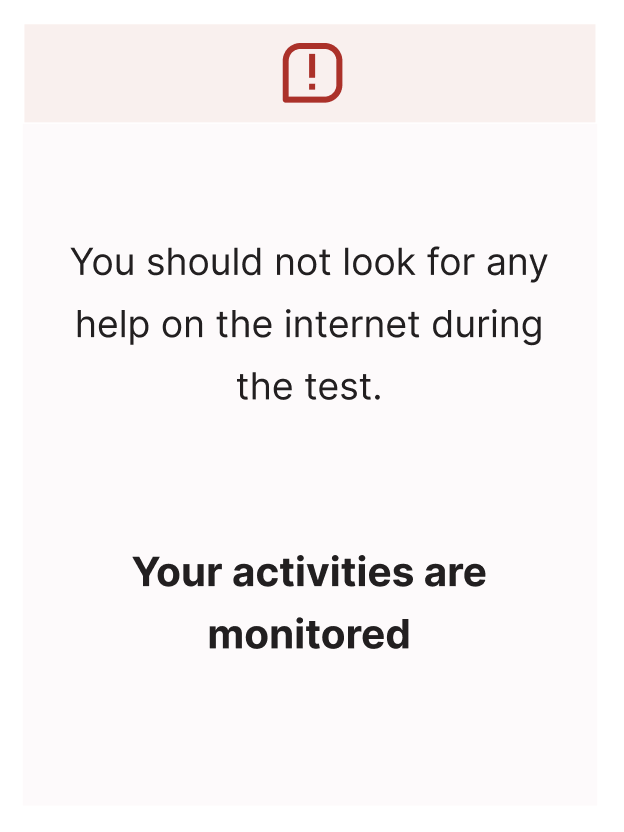 You should not look for any
help on the internet during
the test.
Your activities are
monitored